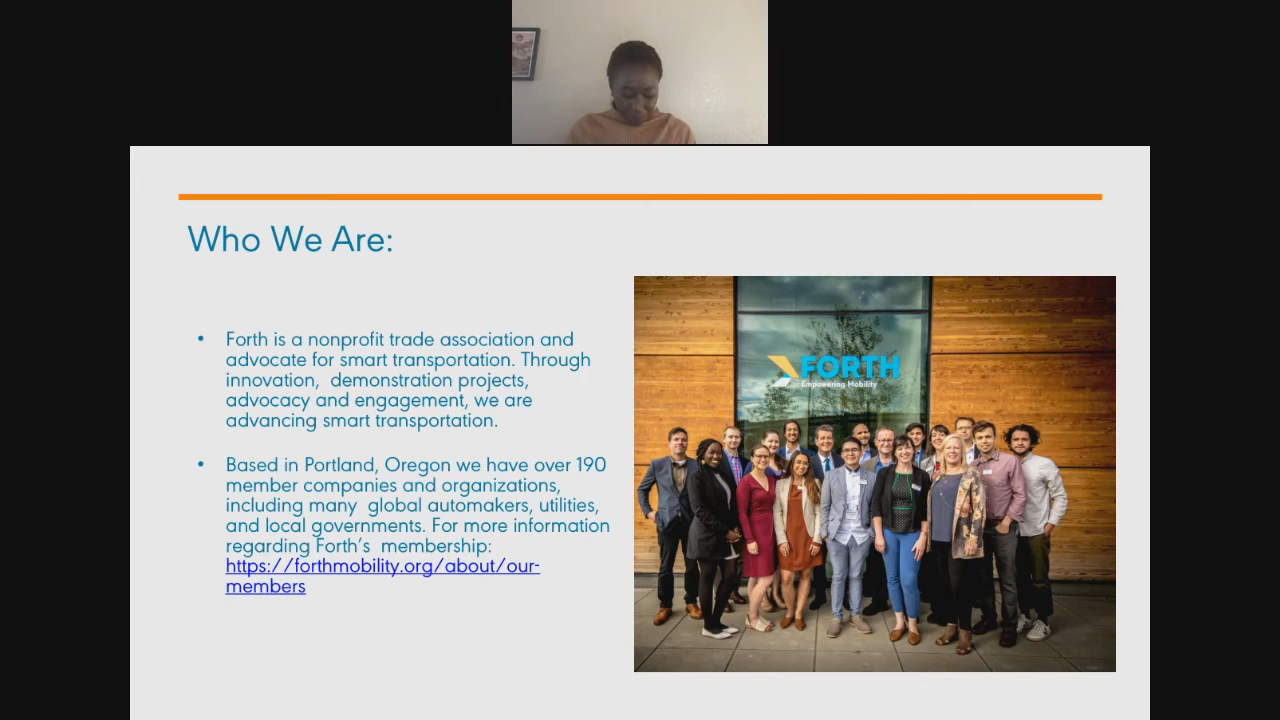 Who We Are:
• Forth is a nonprofit trade association and
advocate for smart transportation. Through
innovation,  demonstration projects,
advocacy and engagement, we are
advancing smart transportation.
• Based in Portland, Oregon we have over 190
member companies and organizations,
including many  global automakers, utilities,
and local governments. For more information
regarding Forth's  membership:
https://forthmobility.org/about/our-
members
FORTH
Empowering Mobility